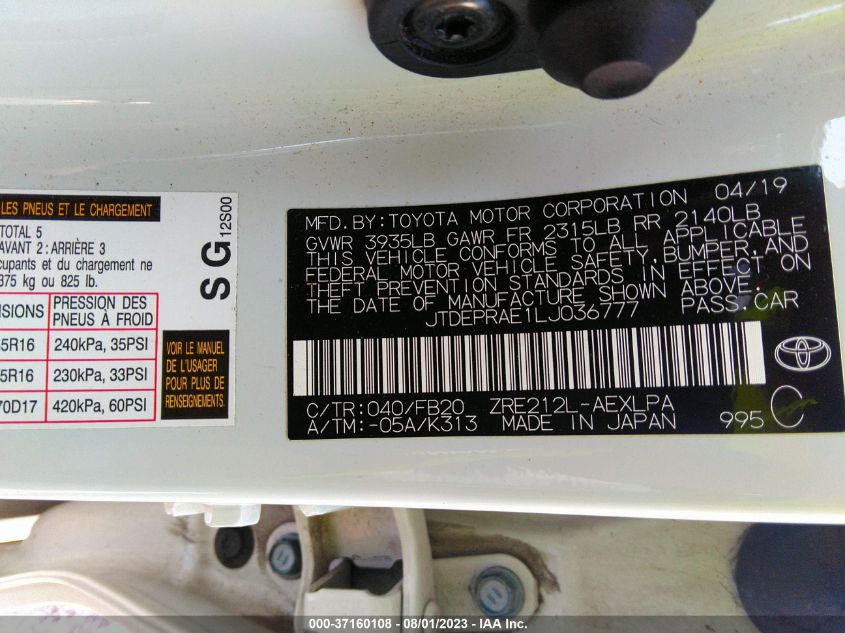 LES PNEUS ET LE CHARGEMENT
TOTAL 5
AVANT 2 : ARRIÈRE 3
cupants et du chargement ne
375 kg ou 825 lb.
PRESSION DES
PNEUS À FROID
5R16 240kPa, 35PSI
5R16 230kPa, 33PSI
70D17 420kPa, 60PSI
SG 12S00
VOIR LE MANUEL
DE L'USAGER
POUR PLUS DE
RENSEIGNEMENTS
MFD. BY: TOYOTA MOTOR CORPORATION 04/19
GVWR 3935LB GAWR FR 2315LB RR 2140LB
THIS VEHICLE CONFORMS TO ALL APPLICABLE
FEDERAL MOTOR VEHICLE SAFETY, BUMPER, AND
THEFT PREVENTION STANDARDS IN EFFECT ON
THE DATE OF MANUFACTURE SHOWN ABOVE.
JTDEPRAE1LJ036777 PASS. CAR
C/TR: 040/FB20 ZRE212L-AEXLPA
A/TM: -05A/K313 MADE IN JAPAN 995 C
000-37160108 - 08/01/2023 - IAA Inc.